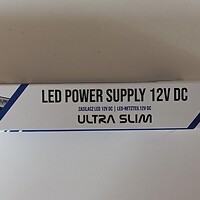 LED POWER SUPPLY 12V DC
ZASILACZ LED 12V DC | LED-NETZTEIL 12V DC
ULTRA SLIM